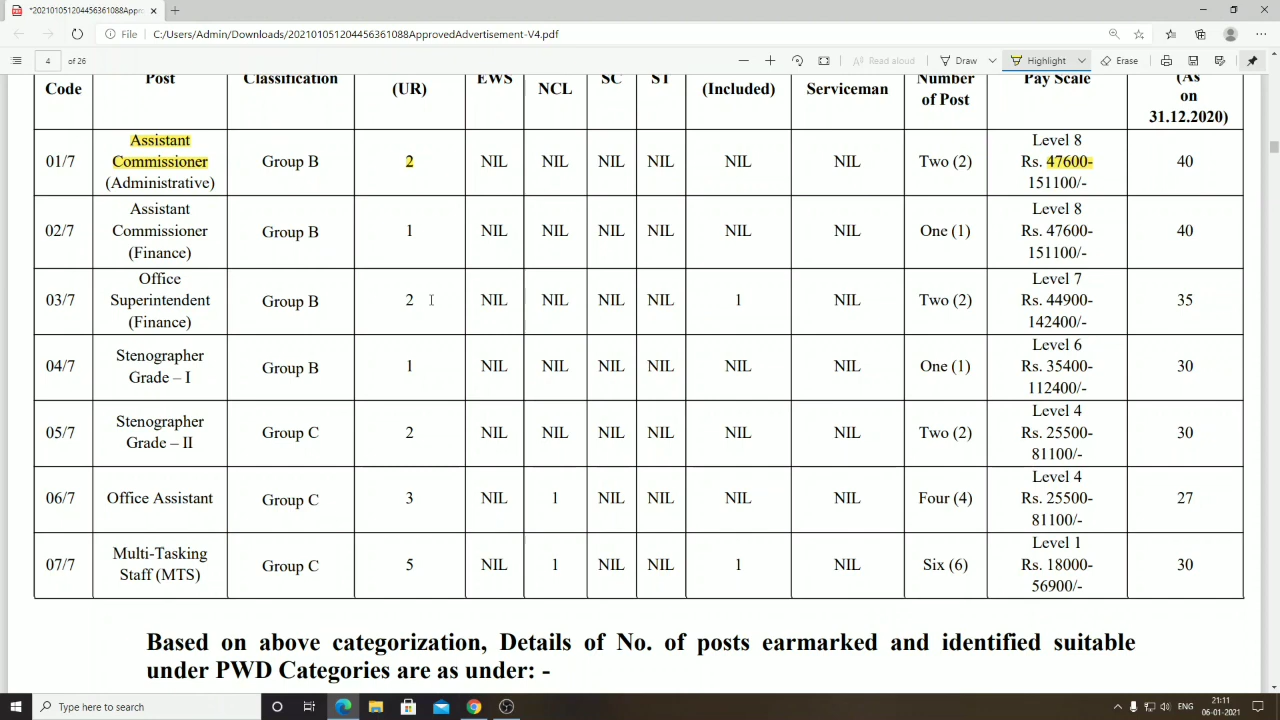 *202101051204456361088Appro
File
C:/Users/Admin/Downloads/202101051204456361088ApprovedAdvertisement-V4.pdf
4 of 26
Read aloud
Draw
Highlight
Erase
Code
Post
Classification
(UR)
EWS
NCL
SC
ST
(Included)
Serviceman
Number
of Post
Pay Scale
(As
on
31.12.2020)
01/7
Assistant
Commissioner
(Administrative)
Group B
2
NIL
NIL
NIL
NIL
NIL
NIL
Two (2)
Level 8
Rs. 47600-
151100/-
40
02/7
Assistant
Commissioner
(Finance)
Group B
1
NIL
NIL
NIL
NIL
NIL
NIL
One (1)
Level 8
Rs. 47600-
151100/-
40
03/7
Office
Superintendent
(Finance)
Group B
2
NIL
NIL
NIL
NIL
1
NIL
Two (2)
Level 7
Rs. 44900-
142400/-
35
04/7
Stenographer
Grade – I
Group B
1
NIL
NIL
NIL
NIL
NIL
NIL
One (1)
Level 6
Rs. 35400-
112400/-
30
05/7
Stenographer
Grade – II
Group C
2
NIL
NIL
NIL
NIL
NIL
NIL
Two (2)
Level 4
Rs. 25500-
81100/-
30
06/7
Office Assistant
Group C
3
NIL
1
NIL
NIL
NIL
NIL
Four (4)
Level 4
Rs. 25500-
81100/-
27
07/7
Multi-Tasking
Staff (MTS)
Group C
5
NIL
1
NIL
NIL
1
NIL
Six (6)
Level 1
Rs. 18000-
56900/-
30
Based on above categorization, Details of No. of posts earmarked and identified suitable
under PWD Categories are as under: -
Type here to search
ENG
21:11
06-01-2021